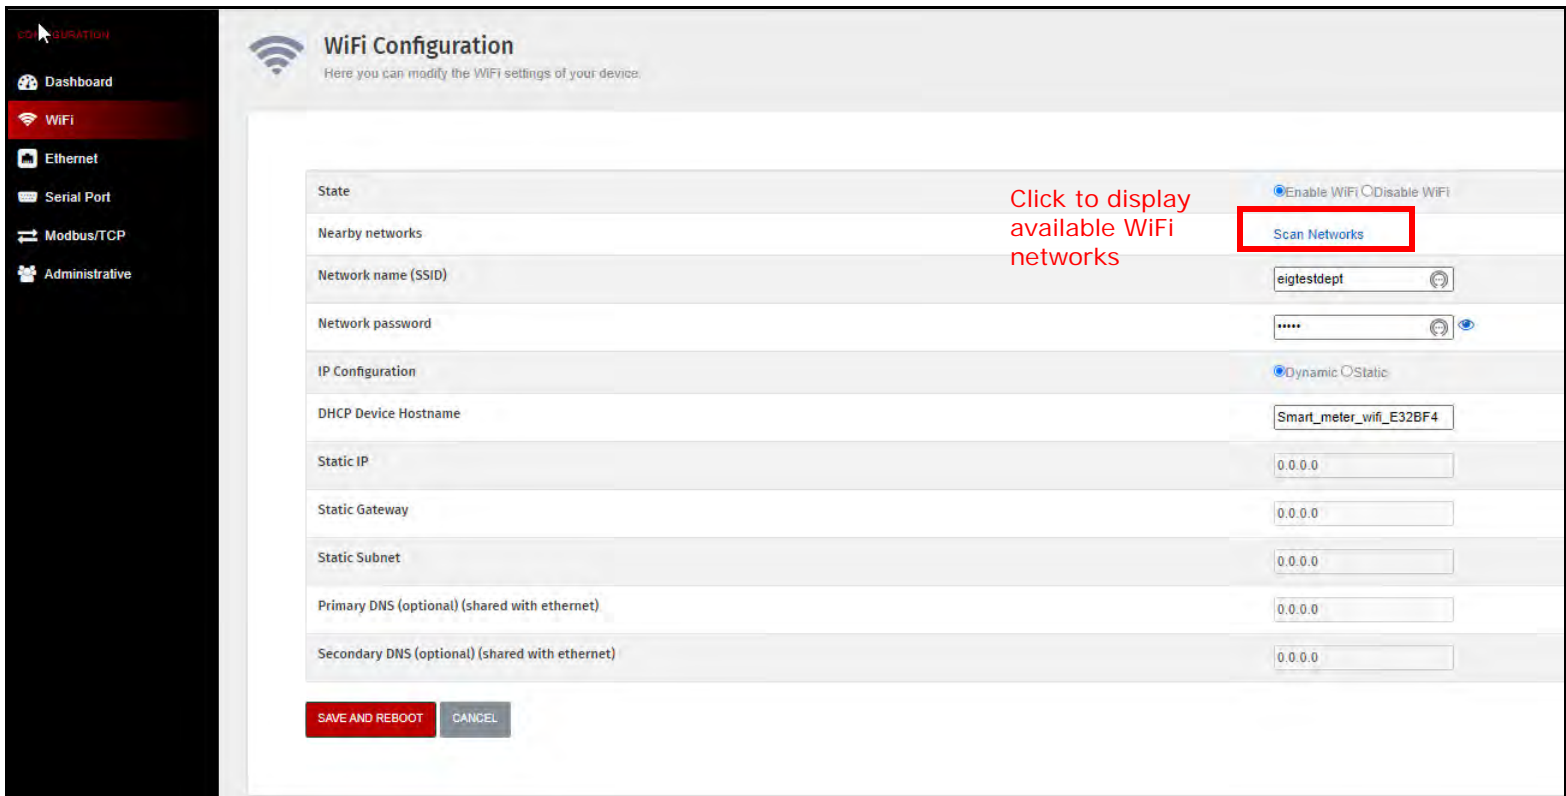 CONFIGURATION
Dashboard
WiFi
Ethernet
Serial Port
Modbus/TCP
Administrative
WiFi Configuration
Here you can modify the WiFi settings of your device.
State
Enable WiFi Disable WiFi
Click to display
available WiFi
networks
Nearby networks
Scan Networks
Network name (SSID)
eigtestdept
Network password
•••••
IP Configuration
Dynamic Static
DHCP Device Hostname
Smart_meter_wifi_E32BF4
Static IP
0.0.0.0
Static Gateway
0.0.0.0
Static Subnet
0.0.0.0
Primary DNS (optional) (shared with ethernet)
0.0.0.0
Secondary DNS (optional) (shared with ethernet)
0.0.0.0
SAVE AND REBOOT
CANCEL